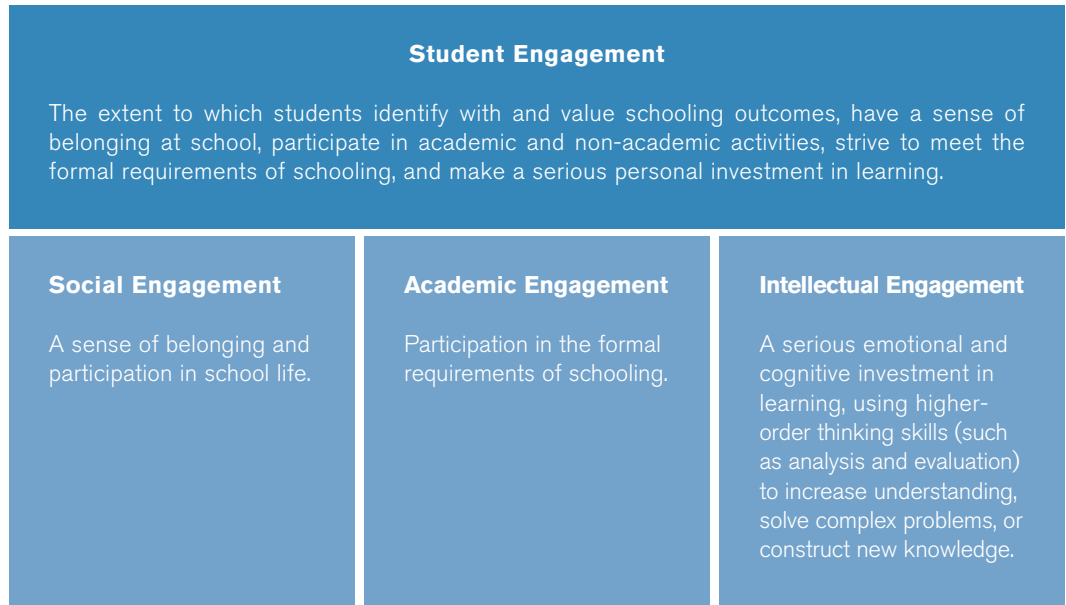 Student Engagement
The extent to which students identify with and value schooling outcomes, have a sense of
belonging at school, participate in academic and non-academic activities, strive to meet the
formal requirements of schooling, and make a serious personal investment in learning.
Social Engagement
A sense of belonging and
participation in school life.
Academic Engagement
Participation in the formal
requirements of schooling.
Intellectual Engagement
A serious emotional and
cognitive investment in
learning, using higher-
order thinking skills (such
as analysis and evaluation)
to increase understanding,
solve complex problems, or
construct new knowledge.